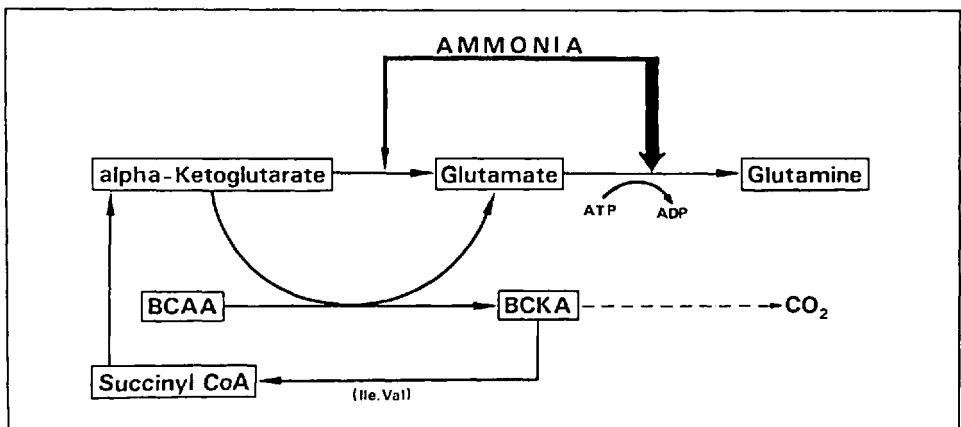 AMMONIA
alpha-Ketoglutarate
Glutamate
Glutamine
ATP
ADP
BCAA
BCKA
CO₂
Succinyl CoA
(Ile.Val)